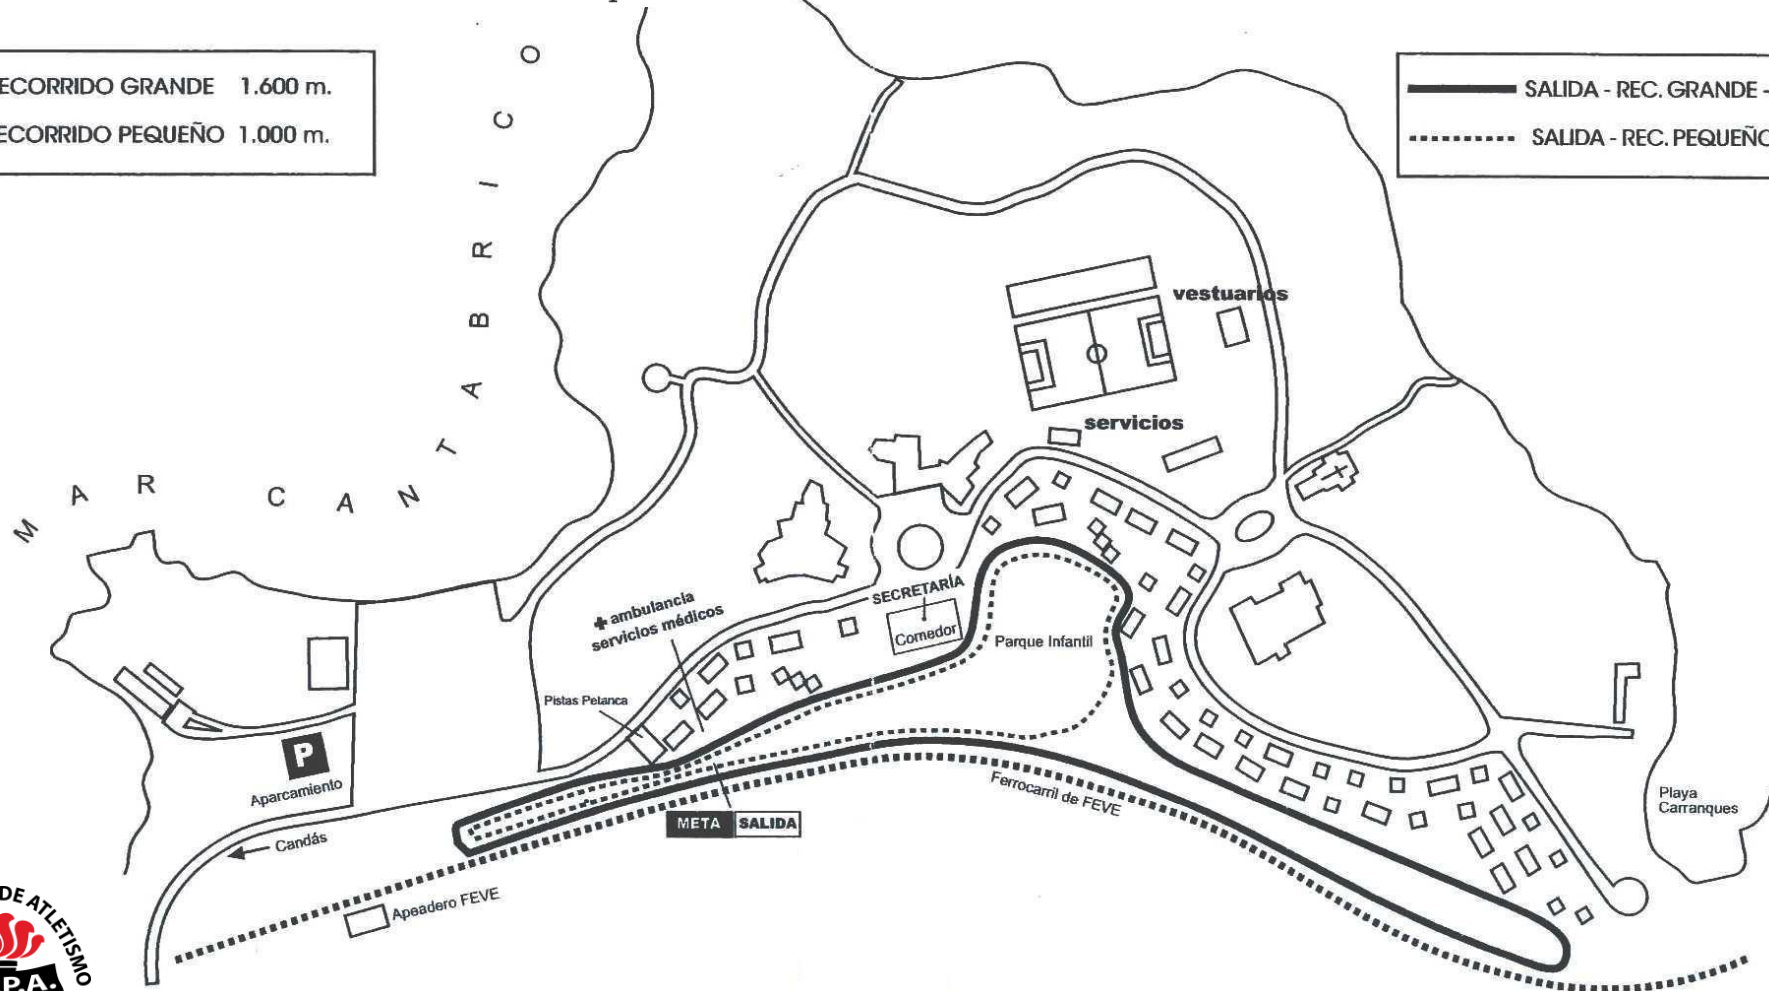 ECORRIDO GRANDE 1.600 m.
ECORRIDO PEQUEÑO 1.000 m.
SALIDA - REC. GRANDE -
SALIDA - REC. PEQUEÑO
MAR CANTABRICO
vestuarios
servicios
SECRETARÍA
Comedor
ambulancia
servicios médicos
Parque Infantil
Pistas Petanca
P
Aparcamiento
META SALIDA
Ferrocarril de FEVE
Playa
Carranques
Candás
Apeadero FEVE
DE ATLETISMO
P.A.